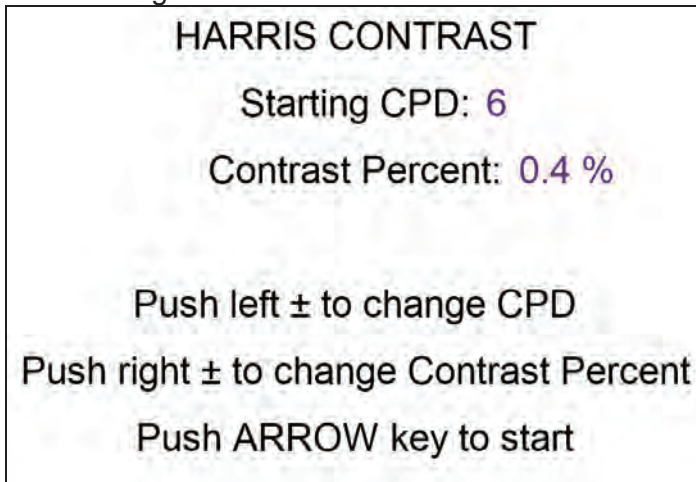 HARRIS CONTRAST
Starting CPD: 6
Contrast Percent: 0.4 %
Push left ± to change CPD
Push right ± to change Contrast Percent
Push ARROW key to start